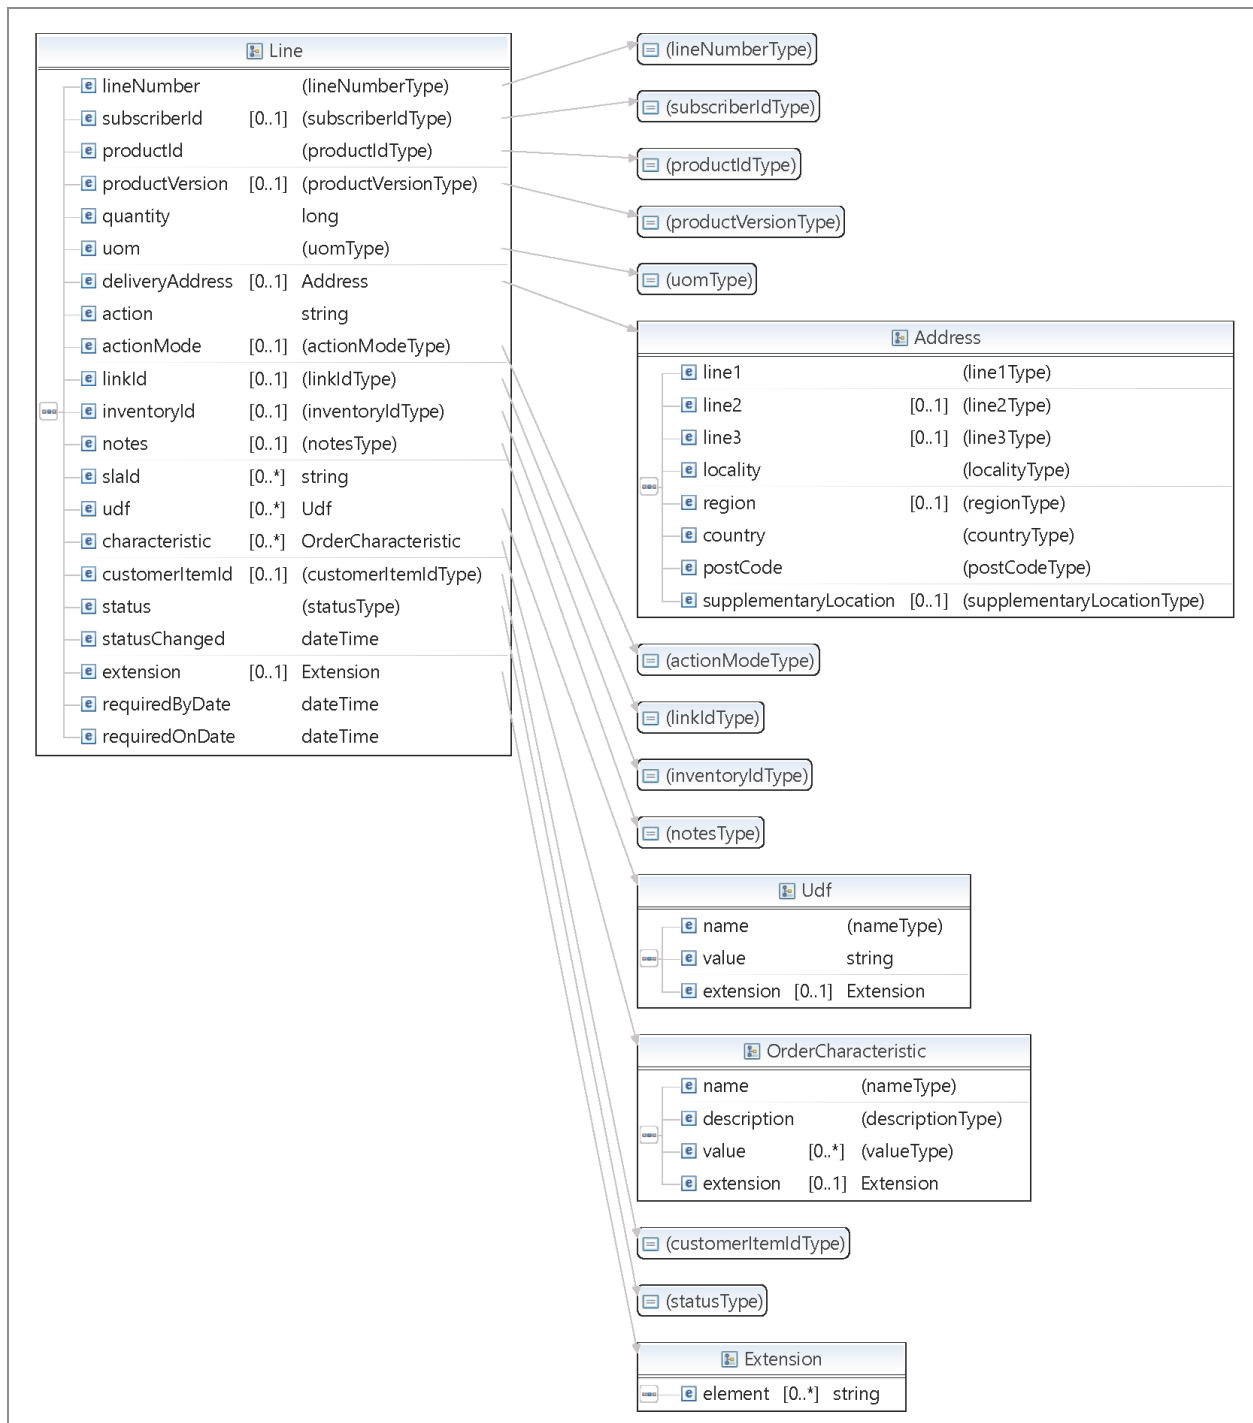 Line
lineNumber (lineNumberType)
subscriberId [0..1] (subscriberIdType)
productId (productIdType)
productVersion [0..1] (productVersionType)
quantity long
uom (uomType)
deliveryAddress [0..1] Address
action string
actionMode [0..1] (actionModeType)
linkId [0..1] (linkIdType)
inventoryId [0..1] (inventoryIdType)
notes [0..1] (notesType)
slaId [0..*] string
udf [0..*] Udf
characteristic [0..*] OrderCharacteristic
customerItemId [0..1] (customerItemIdType)
status (statusType)
statusChanged dateTime
extension [0..1] Extension
requiredByDate dateTime
requiredOnDate dateTime
(lineNumberType)
(subscriberIdType)
(productIdType)
(productVersionType)
(uomType)
Address
line1 (line1Type)
line2 [0..1] (line2Type)
line3 [0..1] (line3Type)
locality (localityType)
region [0..1] (regionType)
country (countryType)
postCode (postCodeType)
supplementaryLocation [0..1] (supplementaryLocationType)
(actionModeType)
(linkIdType)
(inventoryIdType)
(notesType)
Udf
name (nameType)
value string
extension [0..1] Extension
OrderCharacteristic
name (nameType)
description (descriptionType)
value [0..*] (valueType)
extension [0..1] Extension
(customerItemIdType)
(statusType)
Extension
element [0..*] string